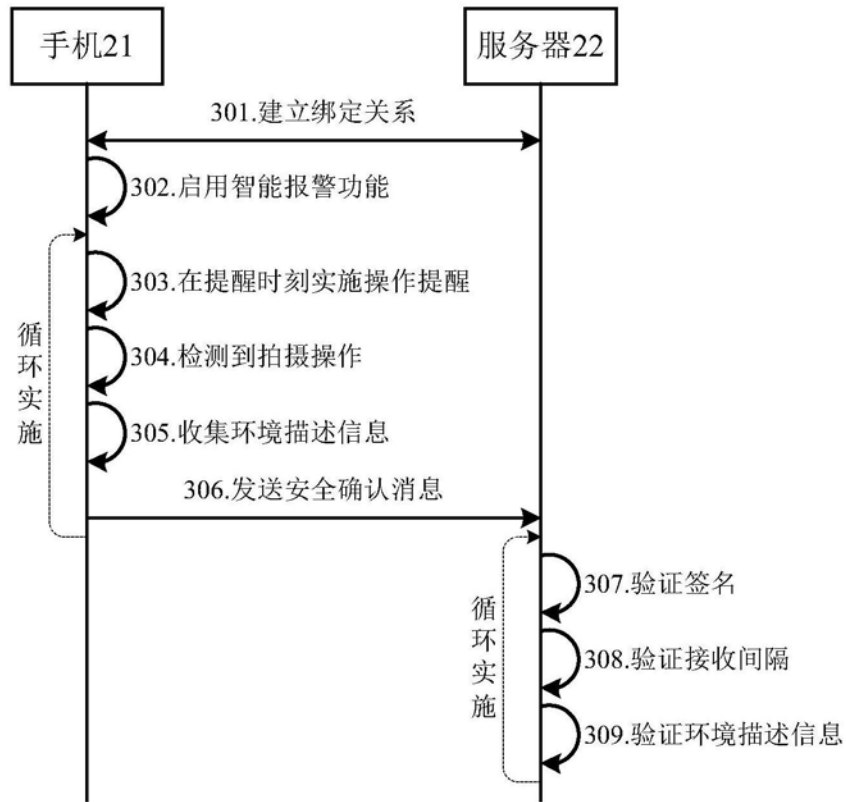 手机21
服务器22
301.建立绑定关系
302.启用智能报警功能
303.在提醒时刻实施操作提醒
304.检测到拍摄操作
305.收集环境描述信息
循环实施
306.发送安全确认消息
307.验证签名
308.验证接收间隔
309.验证环境描述信息
循环实施